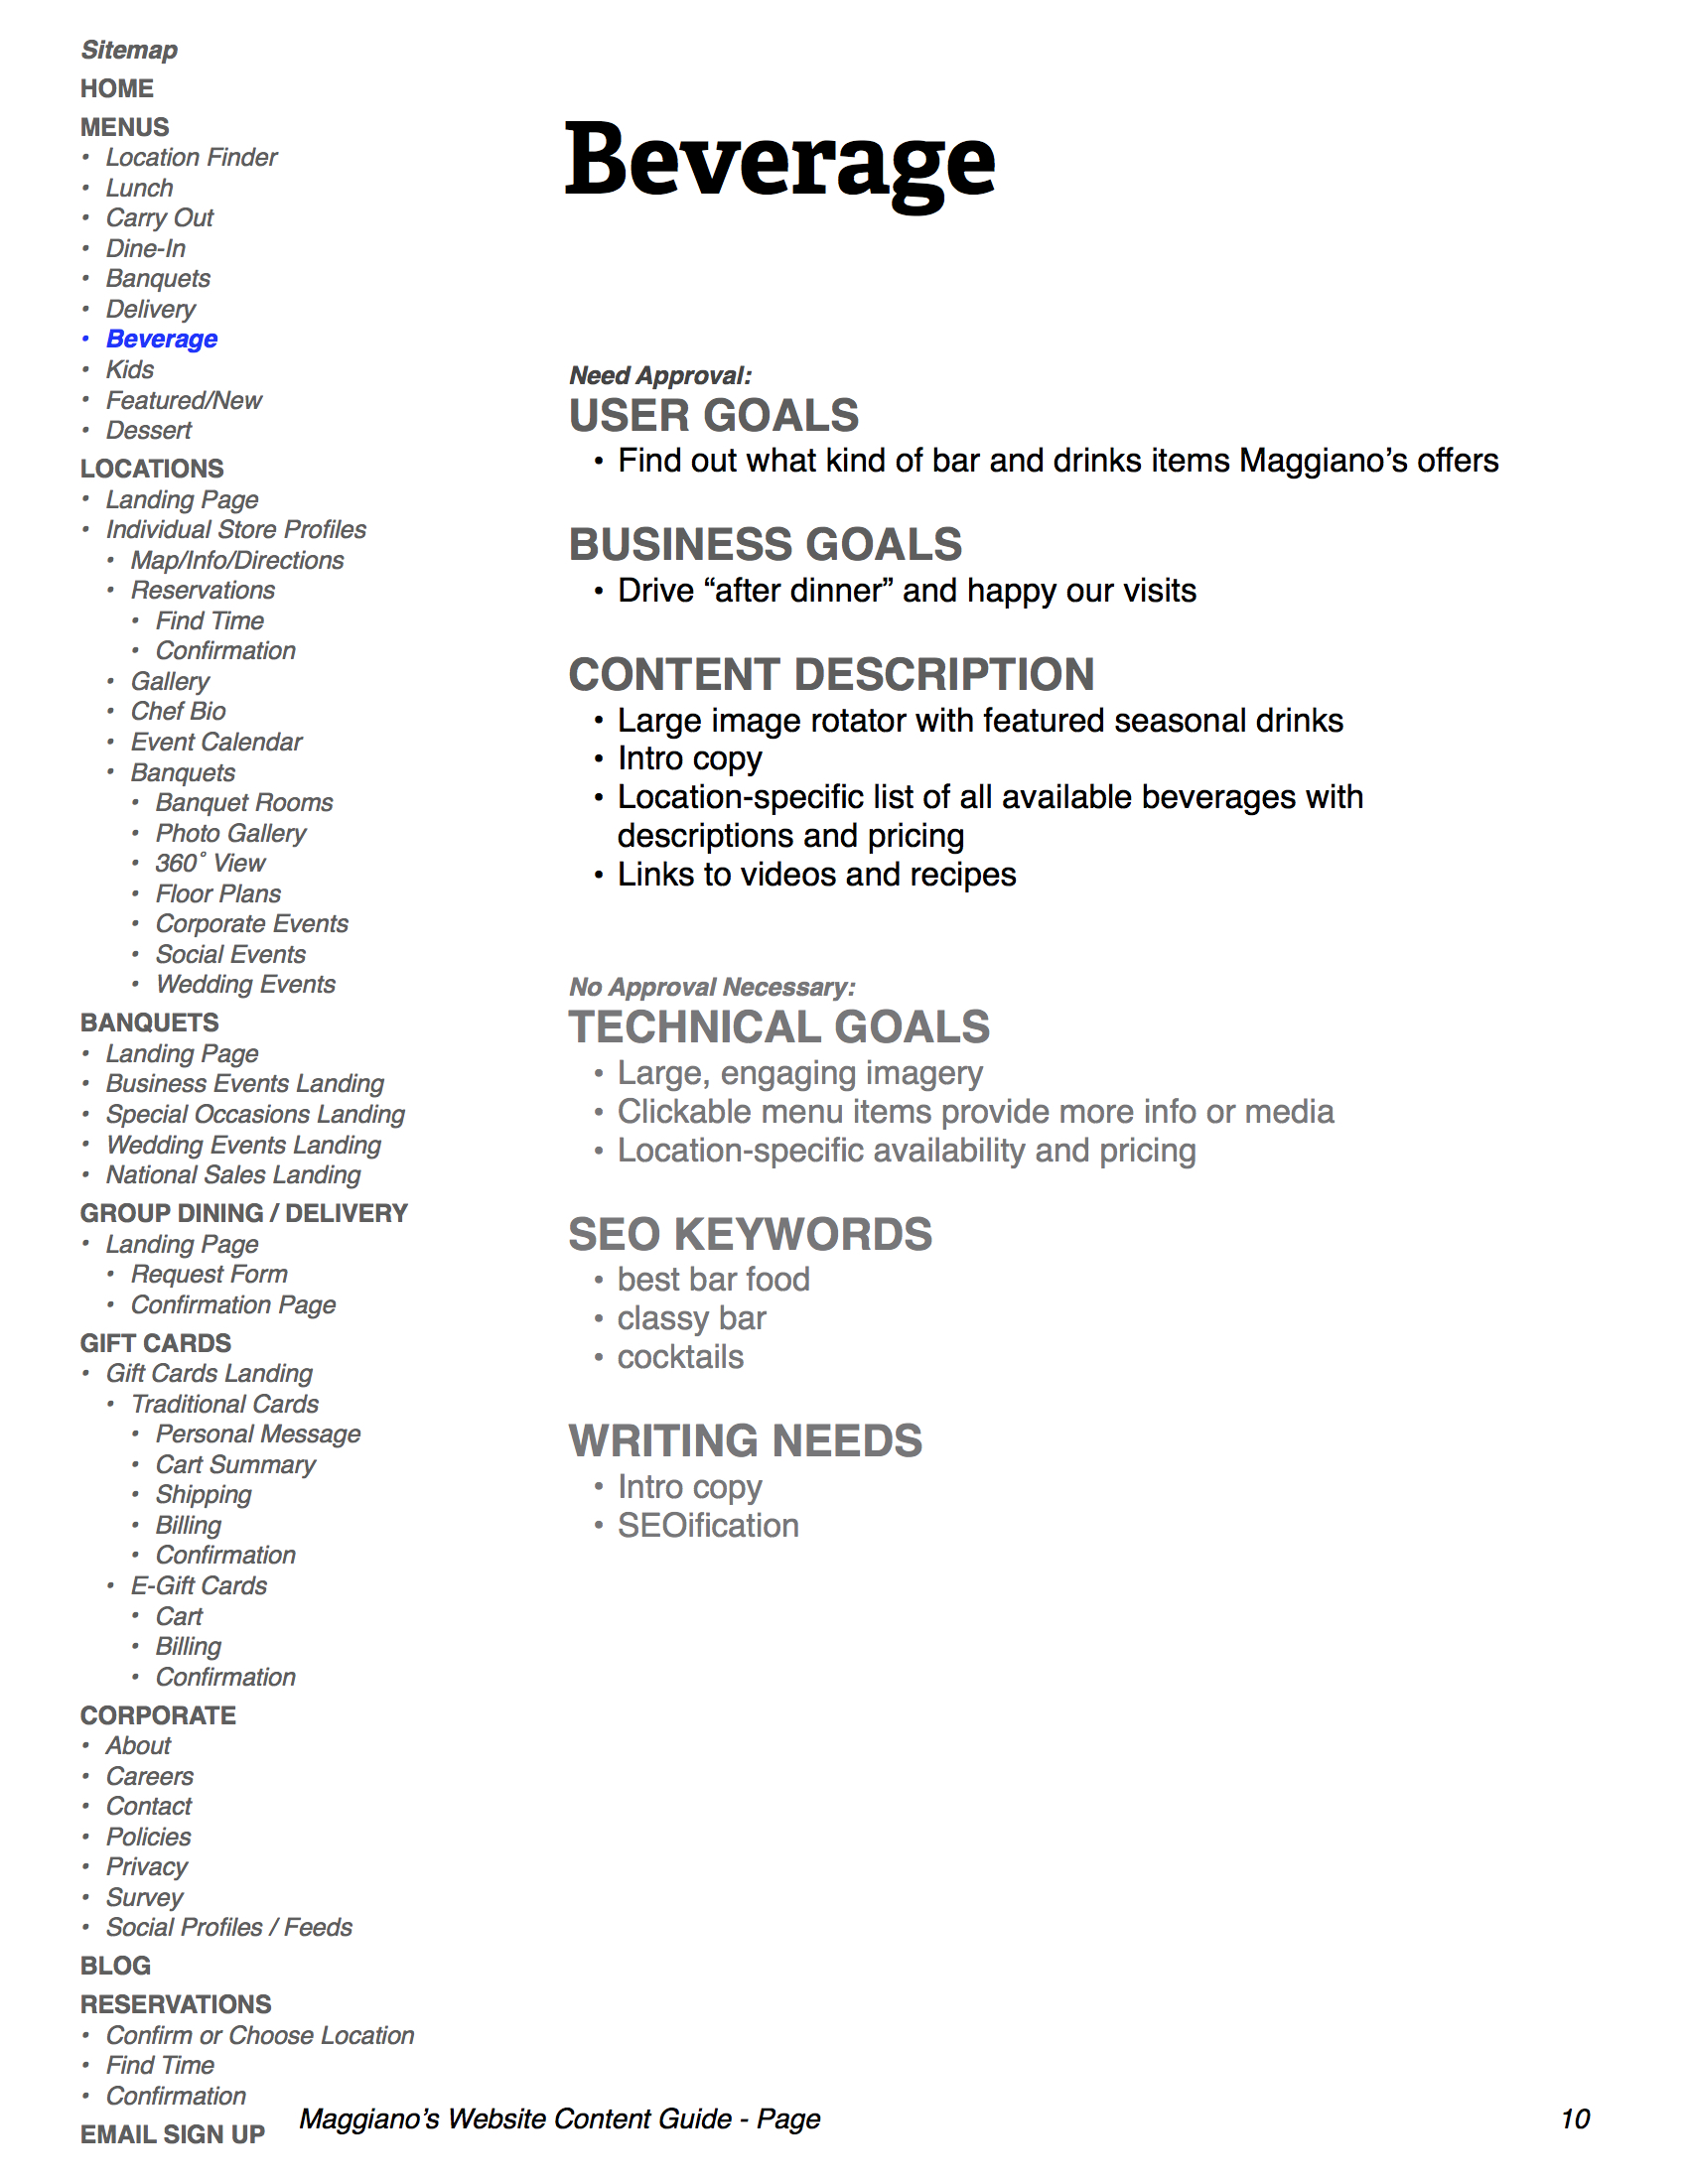 Sitemap
HOME
MENUS
• Location Finder
• Lunch
• Carry Out
• Dine-In
• Banquets
• Delivery
• Beverage
• Kids
• Featured/New
• Dessert
LOCATIONS
• Landing Page
• Individual Store Profiles
• Map/Info/Directions
• Reservations
• Find Time
• Confirmation
• Gallery
• Chef Bio
• Event Calendar
• Banquets
• Banquet Rooms
• Photo Gallery
• 360˚ View
• Floor Plans
• Corporate Events
• Social Events
• Wedding Events
BANQUETS
• Landing Page
• Business Events Landing
• Special Occasions Landing
• Wedding Events Landing
• National Sales Landing
GROUP DINING / DELIVERY
• Landing Page
• Request Form
• Confirmation Page
GIFT CARDS
• Gift Cards Landing
• Traditional Cards
• Personal Message
• Cart Summary
• Shipping
• Billing
• Confirmation
• E-Gift Cards
• Cart
• Billing
• Confirmation
CORPORATE
• About
• Careers
• Contact
• Policies
• Privacy
• Survey
• Social Profiles / Feeds
BLOG
RESERVATIONS
• Confirm or Choose Location
• Find Time
• Confirmation
EMAIL SIGN UP
Beverage
Need Approval:
USER GOALS
• Find out what kind of bar and drinks items Maggiano’s offers
BUSINESS GOALS
• Drive “after dinner” and happy our visits
CONTENT DESCRIPTION
• Large image rotator with featured seasonal drinks
• Intro copy
• Location-specific list of all available beverages with
descriptions and pricing
• Links to videos and recipes
No Approval Necessary:
TECHNICAL GOALS
• Large, engaging imagery
• Clickable menu items provide more info or media
• Location-specific availability and pricing
SEO KEYWORDS
• best bar food
• classy bar
• cocktails
WRITING NEEDS
• Intro copy
• SEOification
Maggiano’s Website Content Guide - Page 10